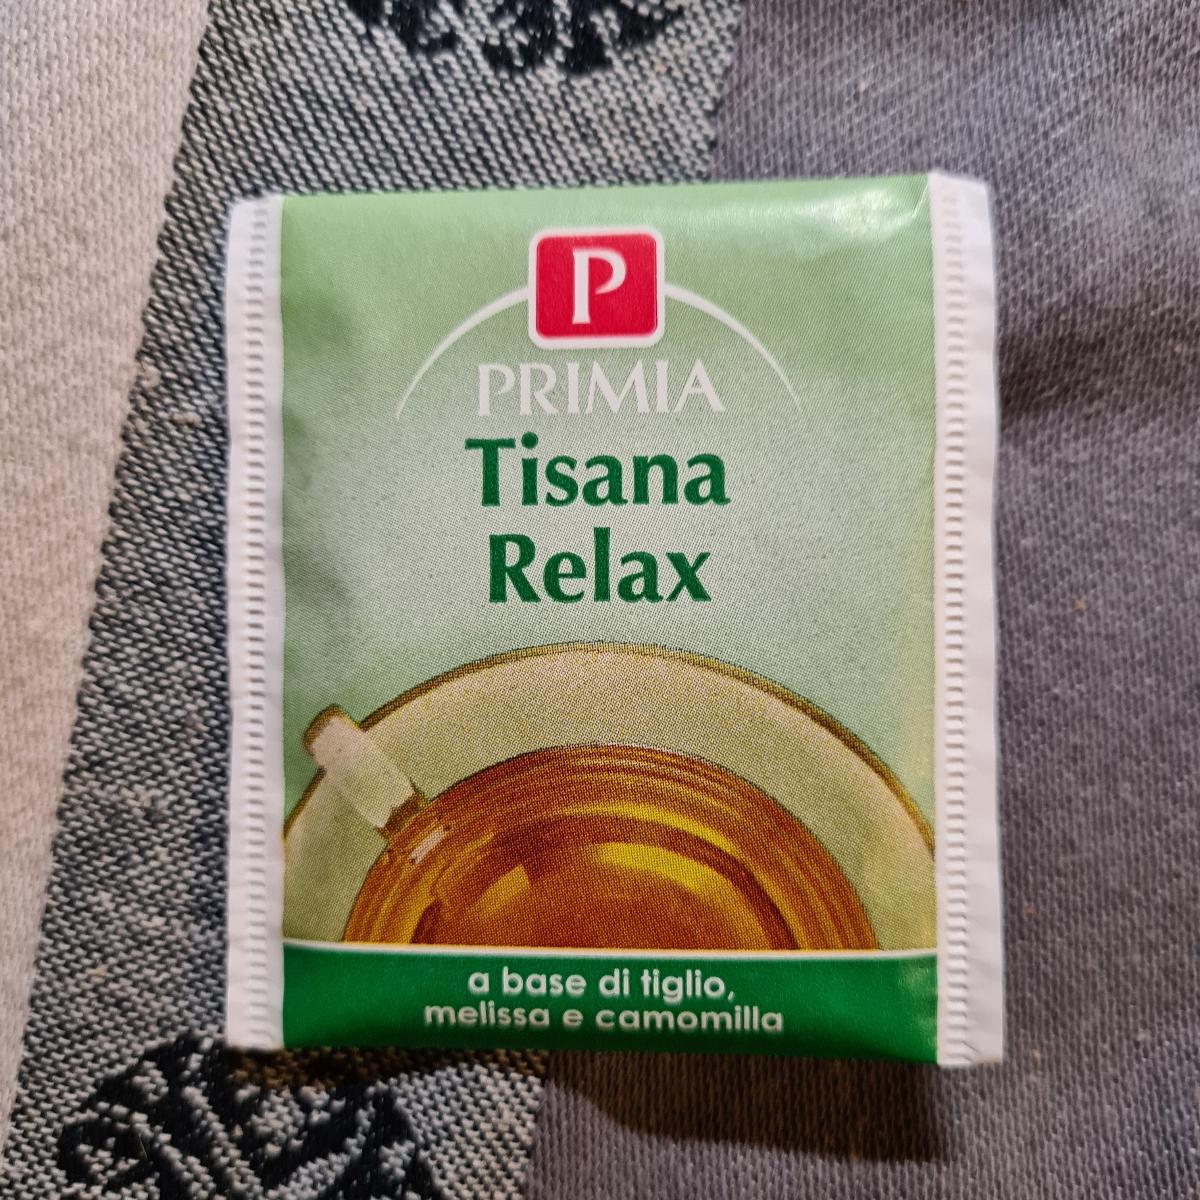 P
PRIMIA
Tisana
Relax
a base di tiglio,
melissa e camomilla